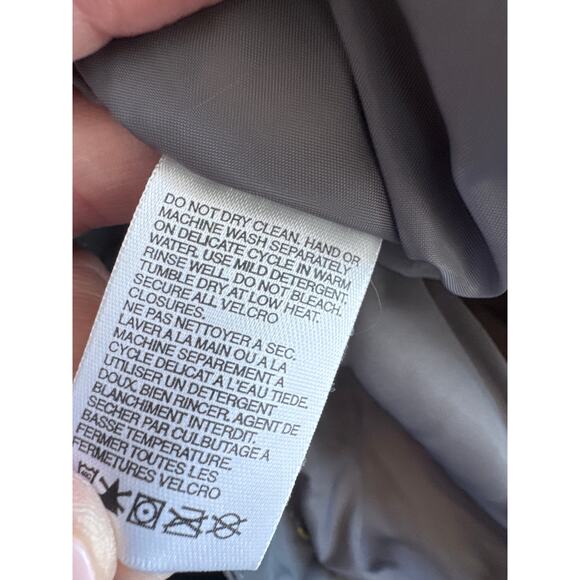 DO NOT DRY CLEAN. HAND OR
MACHINE WASH SEPARATELY
ON DELICATE CYCLE IN WARM
WATER. USE MILD DETERGENT.
RINSE WELL. DO NOT BLEACH.
TUMBLE DRY AT LOW HEAT.
SECURE ALL VELCRO
CLOSURES.
NE PAS NETTOYER A SEC.
LAVER A LA MAIN OU A LA
MACHINE SEPAREMENT A
CYCLE DELICAT A L'EAU TIEDE.
UTILISER UN DETERGENT
DOUX. BIEN RINCER, AGENT DE
BLANCHIMENT INTERDIT.
SECHER PAR CULBUTAGE A
BASSE TEMPERATURE.
FERMER TOUTES LES
FERMETURES VELCRO